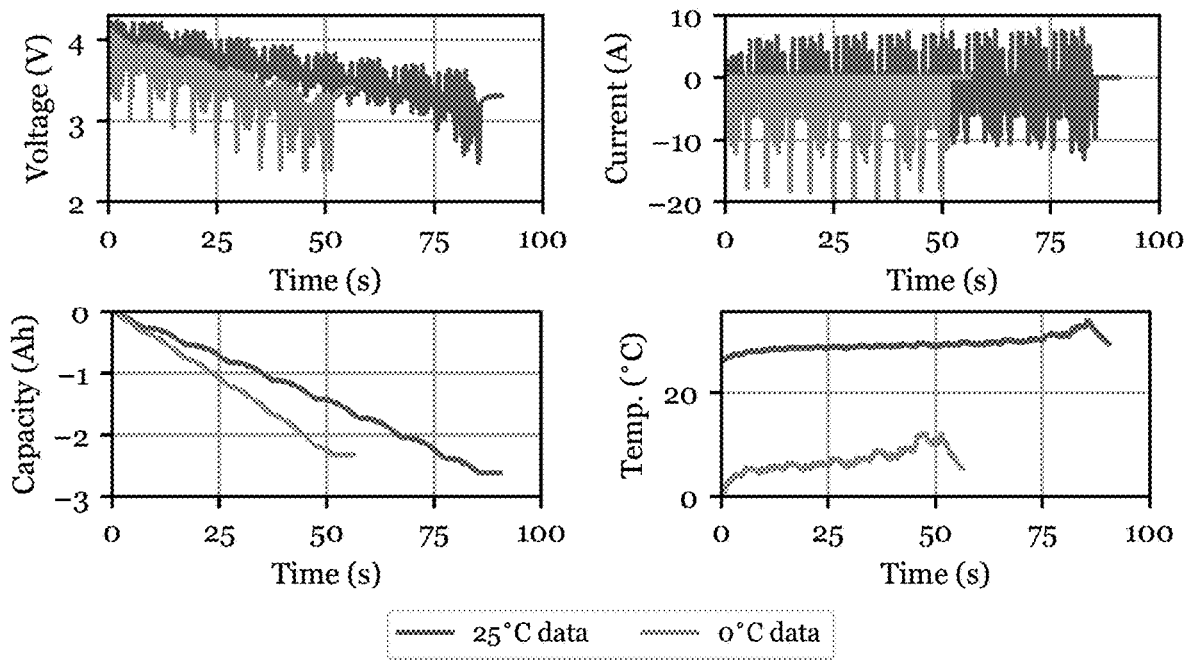 Voltage (V)
4
3
2
0 25 50 75 100
Time (s)
Current (A)
10
0
−10
−20
0 25 50 75 100
Time (s)
Capacity (Ah)
0
−1
−2
−3
0 25 50 75 100
Time (s)
Temp. (°C)
20
0
0 25 50 75 100
Time (s)
25°C data 0°C data